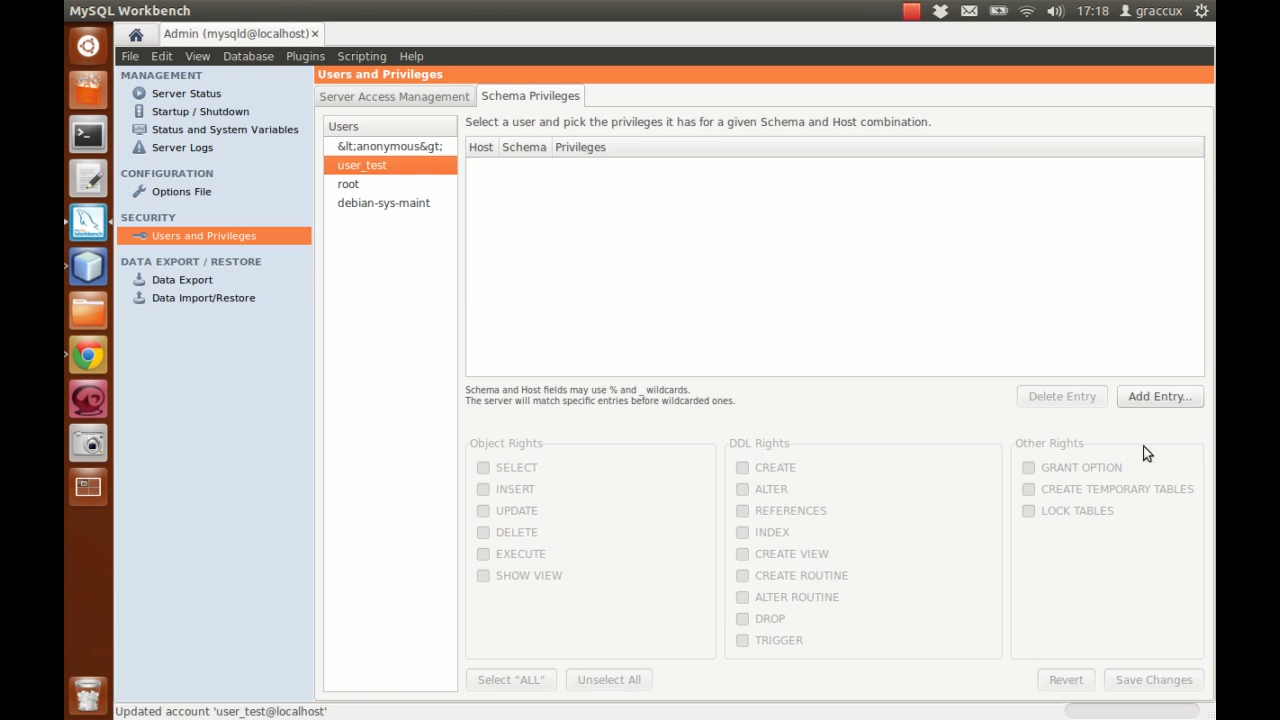 MySQL Workbench
17:18 graccux
Admin (mysqld@localhost) ×
File Edit View Database Plugins Scripting Help
MANAGEMENT
Server Status
Startup / Shutdown
Status and System Variables
Server Logs
CONFIGURATION
Options File
SECURITY
Users and Privileges
DATA EXPORT / RESTORE
Data Export
Data Import/Restore
Users and Privileges
Server Access Management
Schema Privileges
Users
&lt;anonymous&gt;
user_test
root
debian-sys-maint
Select a user and pick the privileges it has for a given Schema and Host combination.
Host Schema Privileges
Schema and Host fields may use % and _ wildcards.
The server will match specific entries before wildcarded ones.
Delete Entry
Add Entry...
Object Rights
SELECT
INSERT
UPDATE
DELETE
EXECUTE
SHOW VIEW
DDL Rights
CREATE
ALTER
REFERENCES
INDEX
CREATE VIEW
CREATE ROUTINE
ALTER ROUTINE
DROP
TRIGGER
Other Rights
GRANT OPTION
CREATE TEMPORARY TABLES
LOCK TABLES
Select "ALL"
Unselect All
Revert
Save Changes
Updated account 'user_test@localhost'